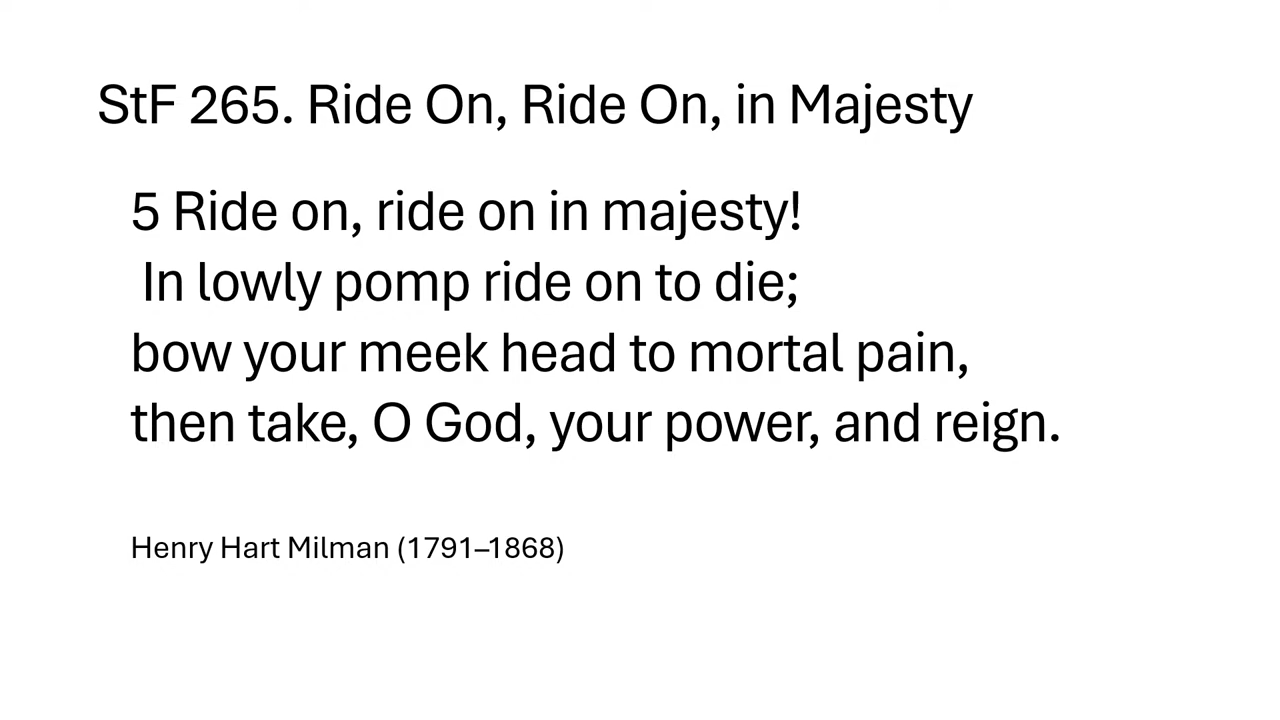 StF 265. Ride On, Ride On, in Majesty
5 Ride on, ride on in majesty!
In lowly pomp ride on to die;
bow your meek head to mortal pain,
then take, O God, your power, and reign.
Henry Hart Milman (1791–1868)